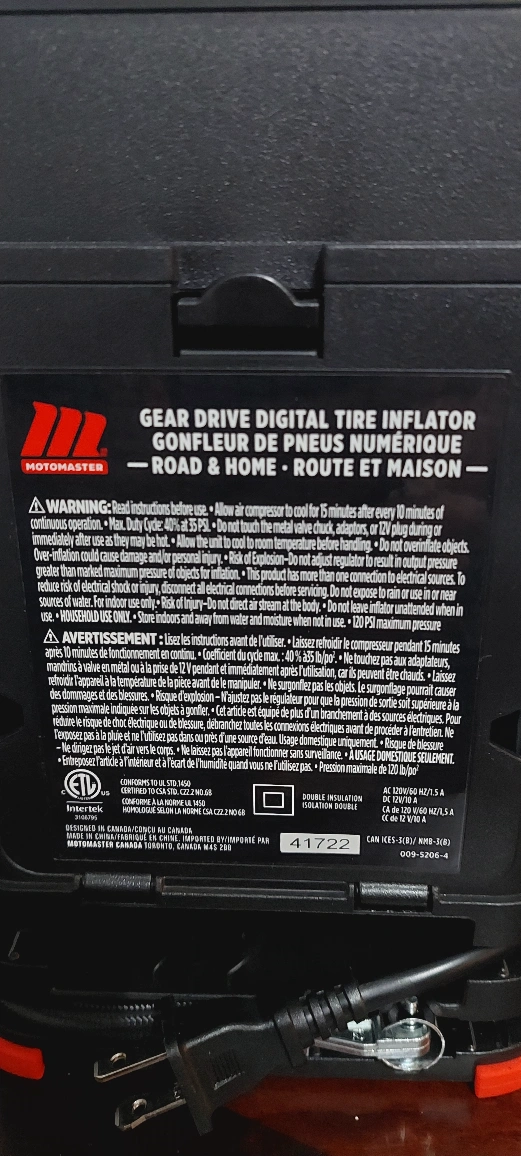 GEAR DRIVE DIGITAL TIRE INFLATOR
GONFLEUR DE PNEUS NUMÉRIQUE
— ROAD & HOME • ROUTE ET MAISON —
m
MOTOMASTER
⚠ WARNING: Read instructions before use. • Allow air compressor to cool for 15 minutes after every 10 minutes of
continuous operation. • Max. Duty Cycle: 40% at 35 PSI. • Do not touch the metal valve chuck, adaptors, or 12V plug during or
immediately after use as they may be hot. • Allow the unit to cool to room temperature before handling. • Do not overinflate objects.
Over-inflation could cause damage and/or personal injury. • Risk of Explosion–Do not adjust regulator to result in output pressure
greater than marked maximum pressure of objects for inflation. • This product has more than one connection to electrical sources. To
reduce risk of electrical shock or injury, disconnect all electrical connections before servicing. Do not expose to rain or use in or near
sources of water. For indoor use only. • Risk of Injury–Do not direct air stream at the body. • Do not leave inflator unattended when in
use. • HOUSEHOLD USE ONLY. • Store indoors and away from water and moisture when not in use. • 120 PSI maximum pressure
⚠ AVERTISSEMENT : Lisez les instructions avant de l'utiliser. • Laissez refroidir le compresseur pendant 15 minutes
après 10 minutes de fonctionnement en continu. • Coefficient du cycle max. : 40 % à 35 lb/po². • Ne touchez pas aux adaptateurs,
mandrins à valve en métal ou à la prise de 12 V pendant et immédiatement après l'utilisation, car ils peuvent être chauds. • Laissez
refroidir l'appareil à la température de la pièce avant de le manipuler. • Ne surgonflez pas les objets. Le surgonflage pourrait causer
des dommages et des blessures. • Risque d'explosion – N'ajustez pas le régulateur pour que la pression de sortie soit supérieure à la
pression maximale indiquée sur les objets à gonfler. • Cet article est équipé de plus d'un branchement à des sources électriques. Pour
réduire le risque de choc électrique ou de blessure, débranchez toutes les connexions électriques avant de procéder à l'entretien. Ne
l'exposez pas à la pluie et ne l'utilisez pas dans ou près d'une source d'eau. Usage domestique uniquement. • Risque de blessure
– Ne dirigez pas le jet d'air vers le corps. • Ne laissez pas l'appareil fonctionner sans surveillance. • À USAGE DOMESTIQUE SEULEMENT.
• Entreposez l'article à l'intérieur et à l'écart de l'humidité quand vous ne l'utilisez pas. • Pression maximale de 120 lb/po²
C ETL US
Intertek
3108795
CONFORMS TO UL STD.1450
CERTIFIED TO CSA STD. C22.2 NO.68
CONFORME À LA NORME UL 1450
HOMOLOGUÉ SELON LA NORME CSA C22.2 NO 68
DOUBLE INSULATION
ISOLATION DOUBLE
AC 120V/60 HZ/1.5 A
DC 12V/10 A
CA de 120 V/60 HZ/1,5 A
CC de 12 V/10 A
DESIGNED IN CANADA/CONÇU AU CANADA
MADE IN CHINA/FABRIQUÉ EN CHINE. IMPORTED BY/IMPORTÉ PAR
MOTOMASTER CANADA TORONTO, CANADA M4S 2B8
41722
CAN ICES-3(B)/ NMB-3(B)
009-5206-4